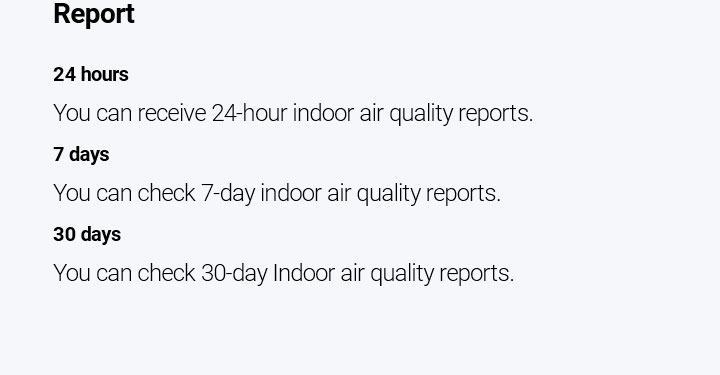 Report
24 hours
You can receive 24-hour indoor air quality reports.
7 days
You can check 7-day indoor air quality reports.
30 days
You can check 30-day Indoor air quality reports.